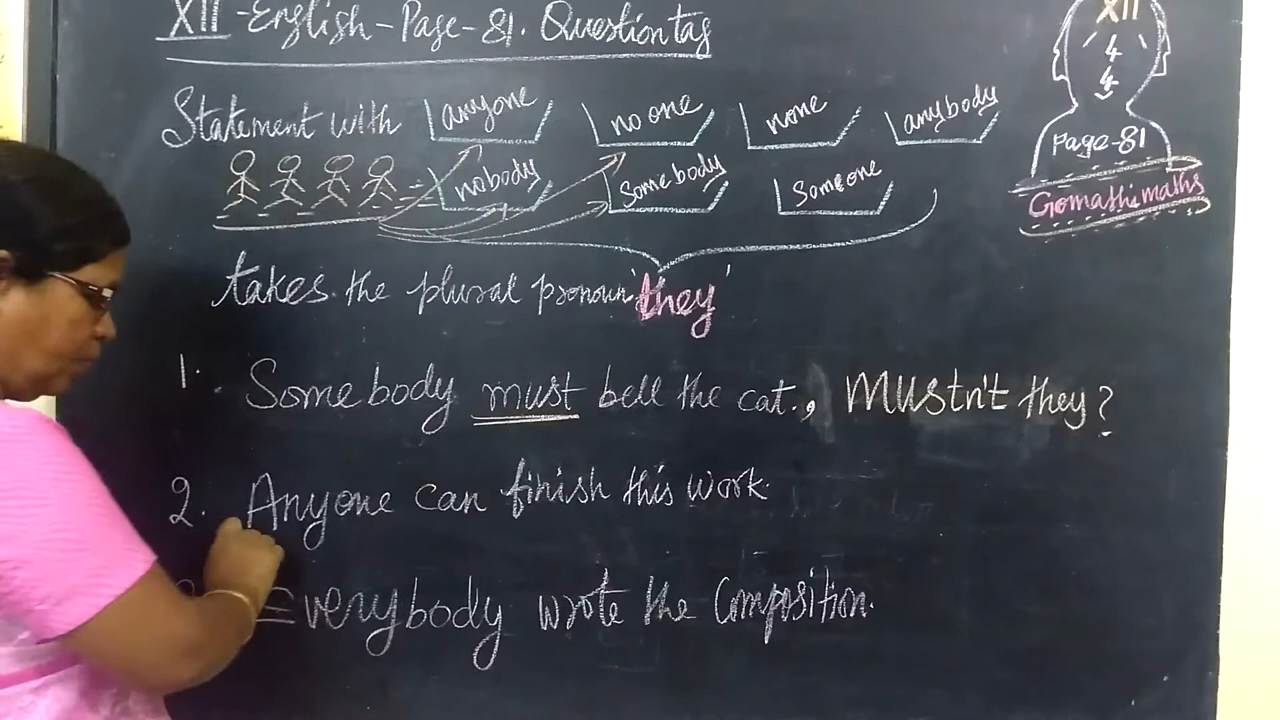 XII - English - Page - 81. Question tag
XII
4
4
Page-81
Gomathi maths
Statement with anyone no one none anybody
nobody Somebody Someone
takes the plural pronoun 'they'
1. Somebody must bell the cat., Mustn't they?
2. Anyone can finish this work.
Everybody wrote the Composition.